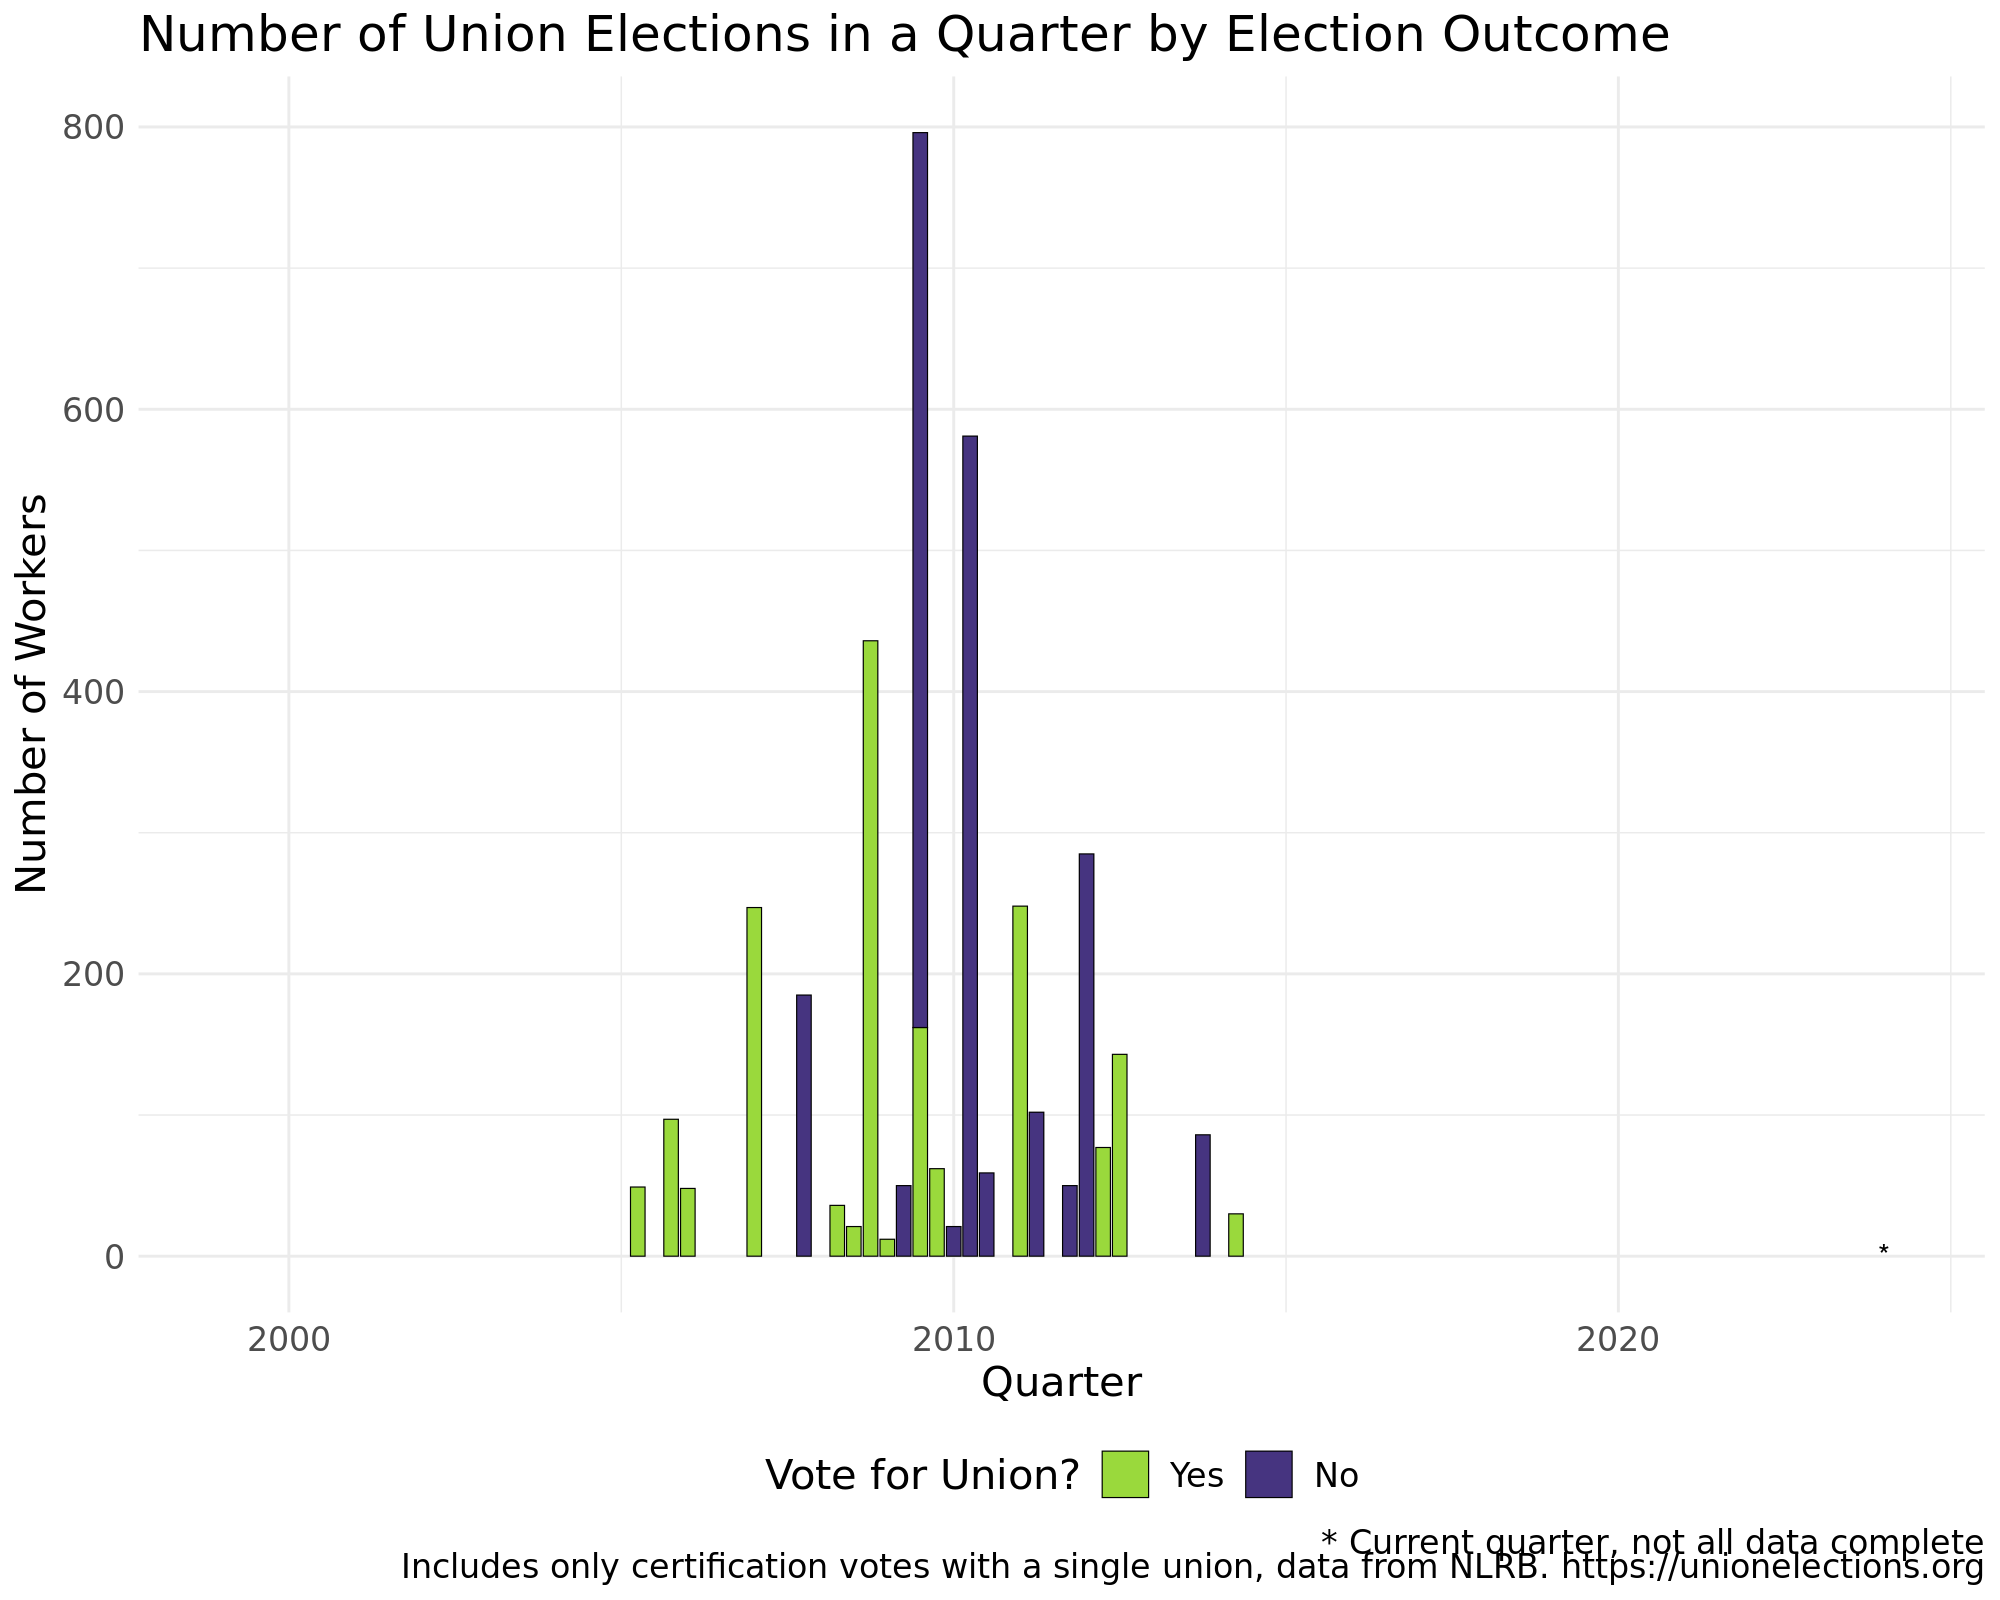 Number of Union Elections in a Quarter by Election Outcome
800
600
400
200
0
Number of Workers
*
2000
2010
2020
Quarter
Vote for Union?
Yes
No
* Current quarter, not all data complete
Includes only certification votes with a single union, data from NLRB. https://unionelections.org